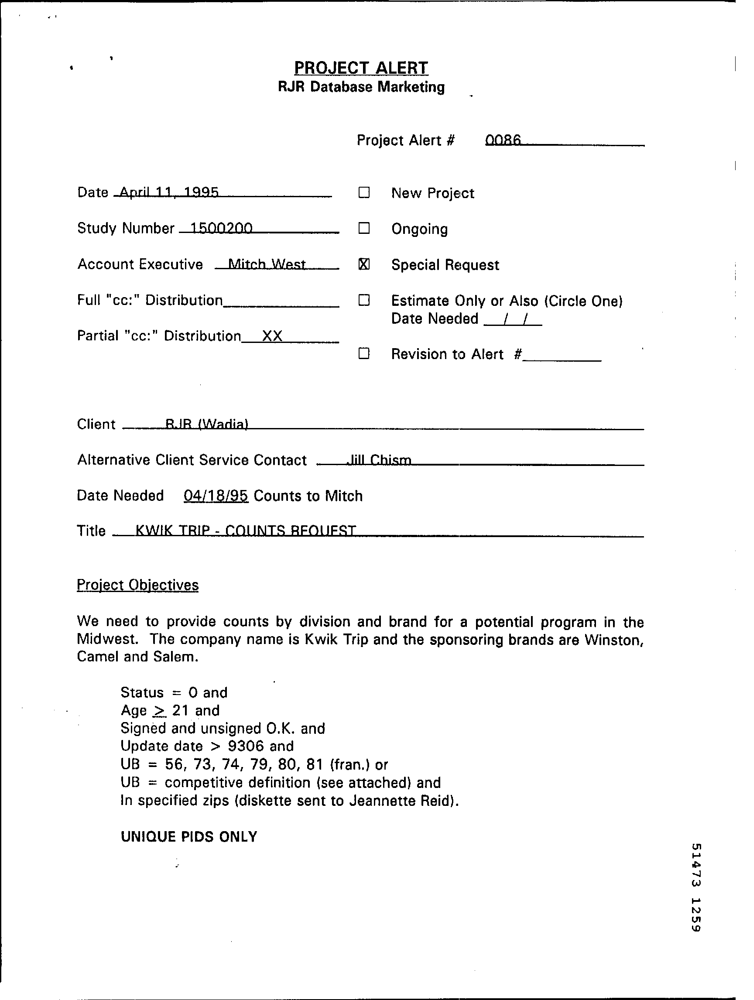 PROJECT ALERT
RJR Database Marketing
Project Alert # 0086
Date April 11, 1995
☐ New Project
Study Number 1500200
☐ Ongoing
Account Executive Mitch West
☒ Special Request
Full "cc:" Distribution
☐ Estimate Only or Also (Circle One)
Date Needed / /
Partial "cc:" Distribution XX
☐ Revision to Alert #
Client RJR (Wadia)
Alternative Client Service Contact Jill Chism
Date Needed 04/18/95 Counts to Mitch
Title KWIK TRIP - COUNTS REQUEST
Project Objectives
We need to provide counts by division and brand for a potential program in the
Midwest. The company name is Kwik Trip and the sponsoring brands are Winston,
Camel and Salem.
Status = 0 and
Age ≥ 21 and
Signed and unsigned O.K. and
Update date > 9306 and
UB = 56, 73, 74, 79, 80, 81 (fran.) or
UB = competitive definition (see attached) and
In specified zips (diskette sent to Jeannette Reid).
UNIQUE PIDS ONLY
51473 1259